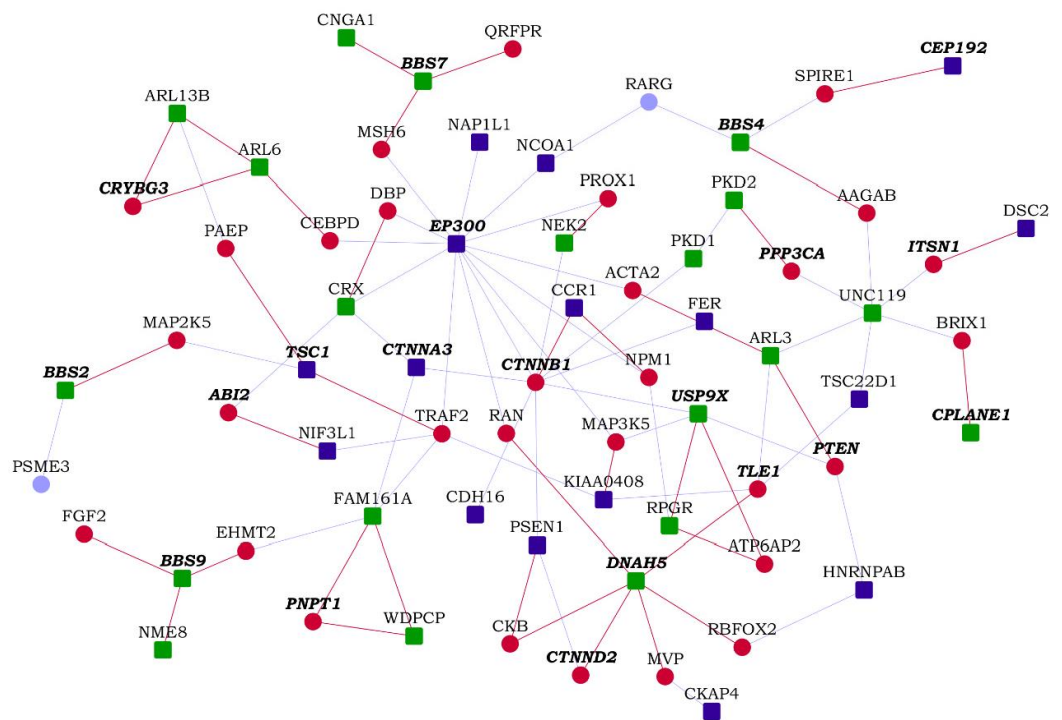 CNGA1
QRFPR
CEP192
BBS7
SPIRE1
RARG
ARL13B
NAP1L1
BBS4
MSH6
NCOA1
ARL6
CRYBG3
DBP
PROX1
PKD2
AAGAB
DSC2
PAEP
CEBPD
EP300
NEK2
PKD1
PPP3CA
ITSN1
CRX
ACTA2
CCR1
FER
UNC119
MAP2K5
ARL3
BRIX1
BBS2
TSC1
CTNNA3
CTNNB1
NPM1
TSC22D1
ABI2
USP9X
CPLANE1
TRAF2
RAN
MAP3K5
PTEN
NIF3L1
PSME3
TLE1
KIAA0408
FAM161A
CDH16
FGF2
EHMT2
PSEN1
RPGR
ATP6AP2
BBS9
DNAH5
HNRNPAB
PNPT1
WDPCP
NME8
CKB
RBFOX2
CTNND2
MVP
CKAP4